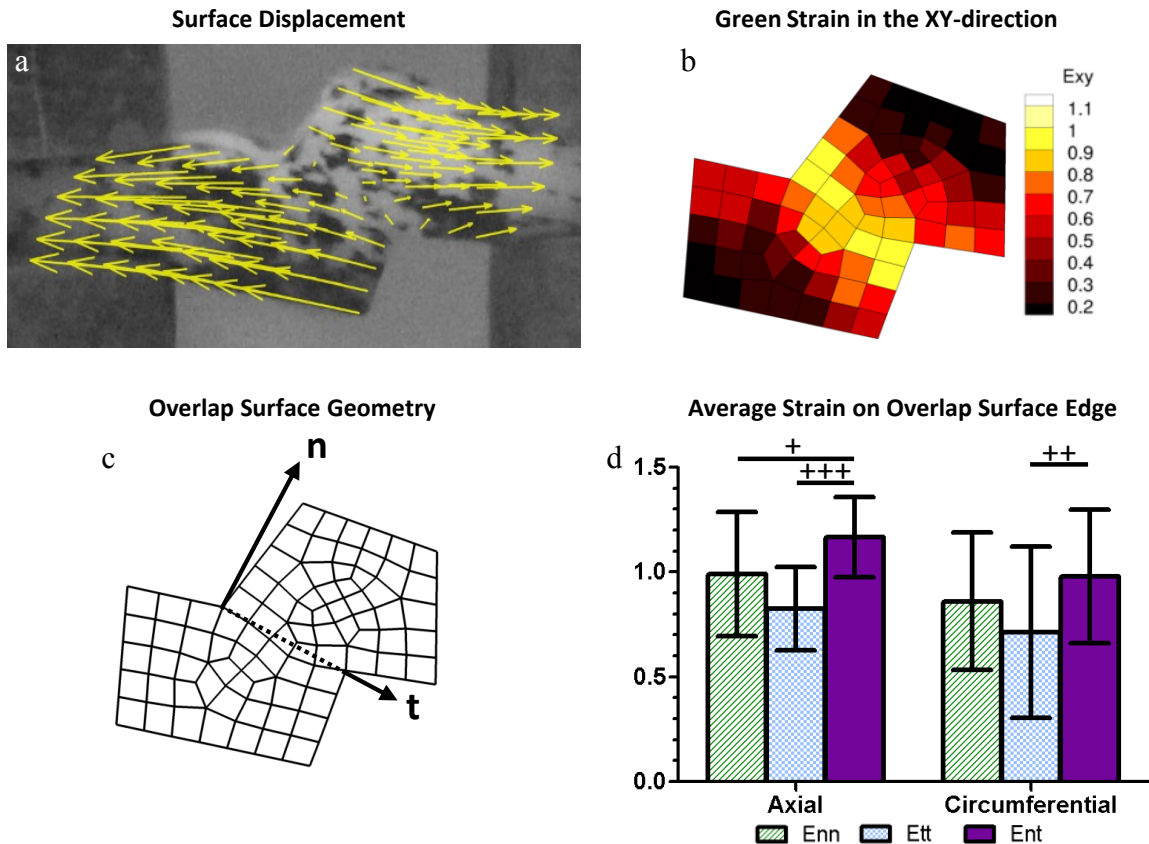 Surface Displacement
a
Green Strain in the XY-direction
b
Exy
1.1
1
0.9
0.8
0.7
0.6
0.5
0.4
0.3
0.2
Overlap Surface Geometry
c
n
t
Average Strain on Overlap Surface Edge
d
+
+++
++
1.5
1.0
0.5
0.0
Axial Circumferential
Enn Ett Ent